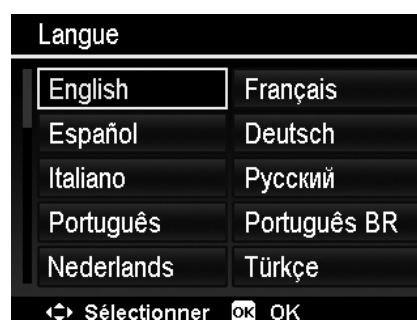 Langue
English Français
Español Deutsch
Italiano Русский
Português Português BR
Nederlands Türkçe
Sélectionner OK OK